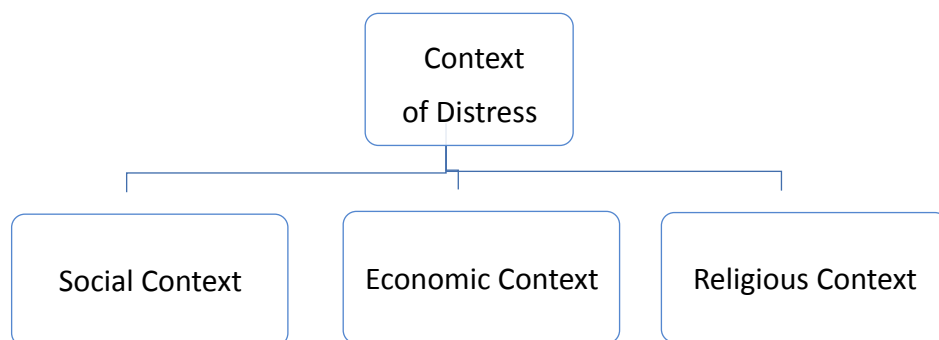 Context
of Distress
Social Context
Economic Context
Religious Context